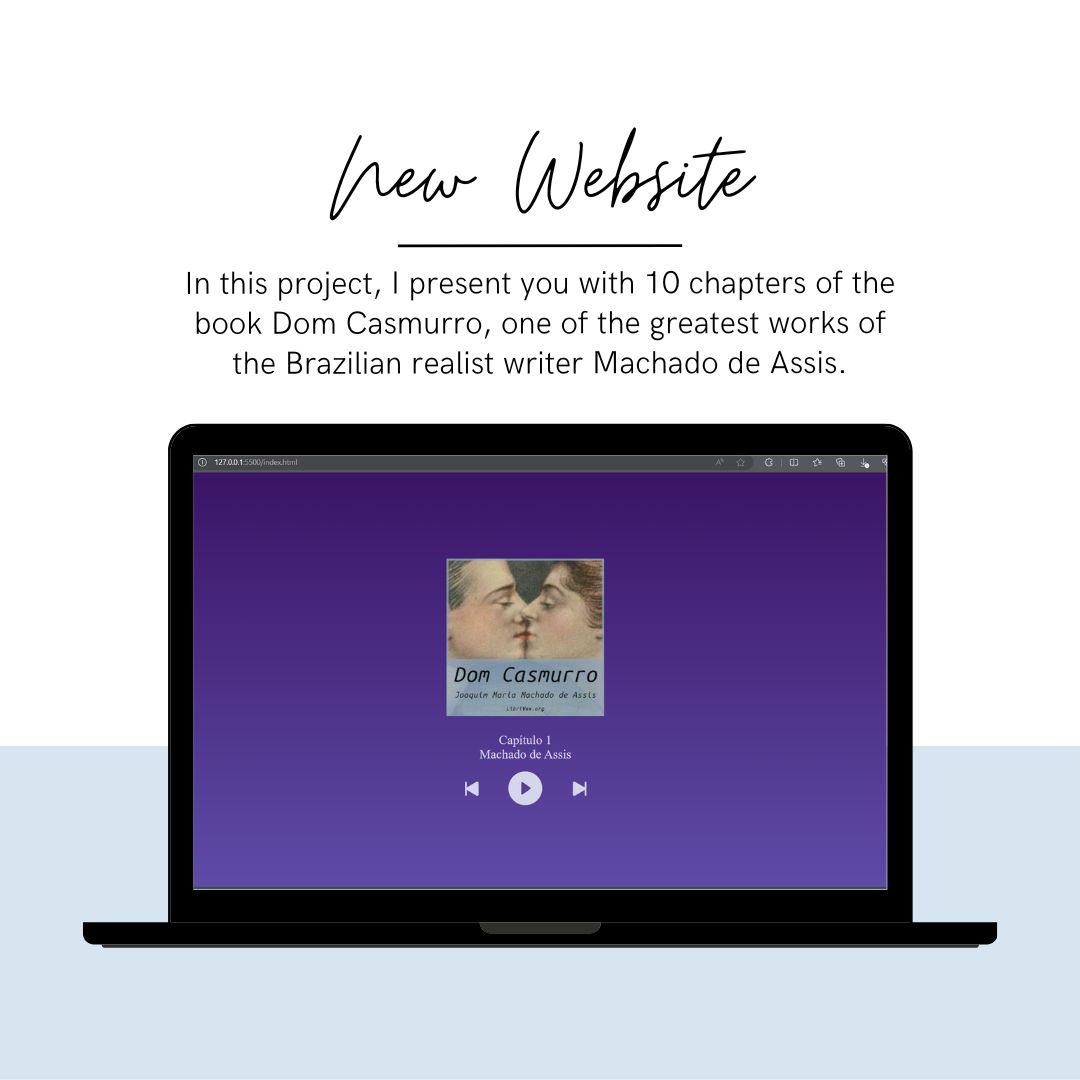 New Website
In this project, I present you with 10 chapters of the
book Dom Casmurro, one of the greatest works of
the Brazilian realist writer Machado de Assis.
127.0.0.1:5500/index.html
Dom Casmurro
Joaquim Maria Machado de Assis
LibriVox.org
Capítulo 1
Machado de Assis